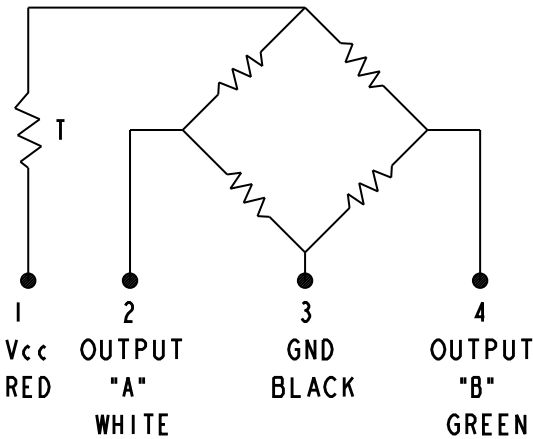 T
1 2 3 4
Vcc OUTPUT GND OUTPUT
RED "A" BLACK "B"
WHITE GREEN